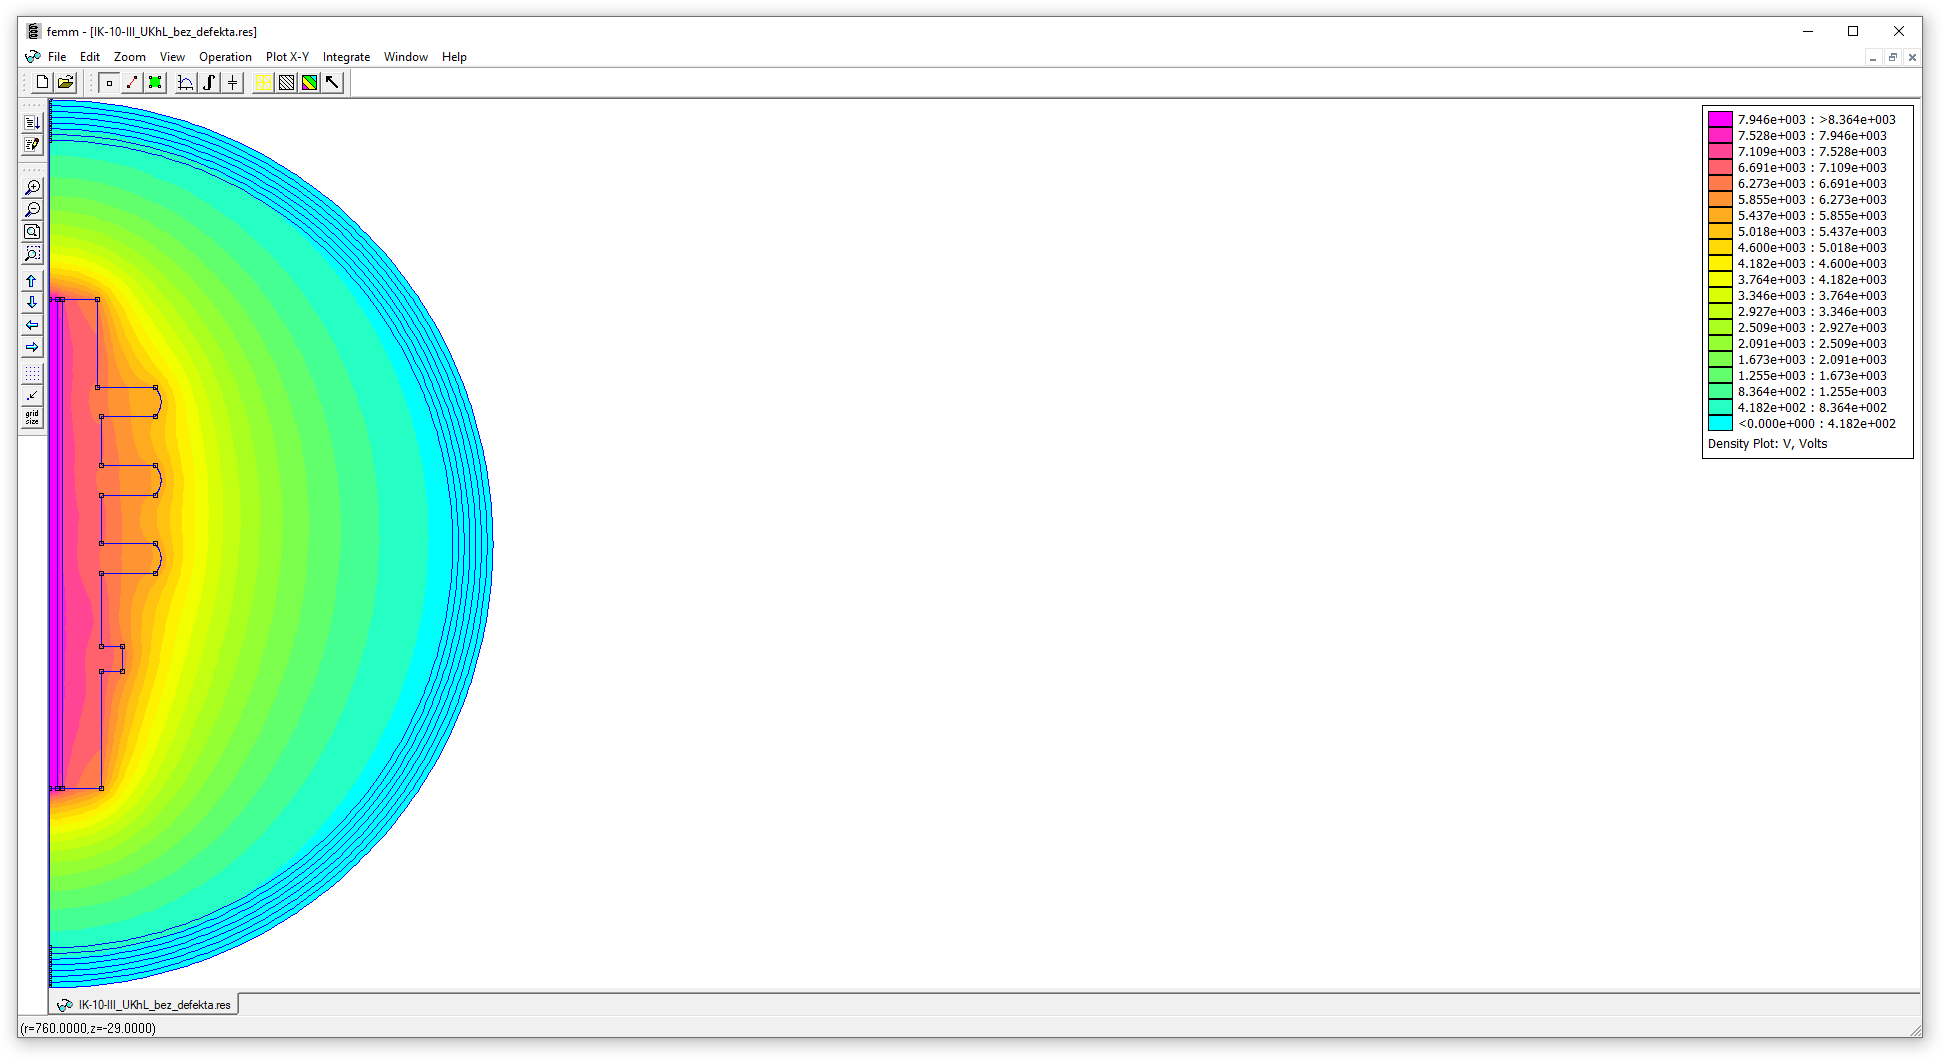 femm - [IK-10-III_UKhL_bez_defekta.res]
File Edit Zoom View Operation Plot X-Y Integrate Window Help
7.946e+003 : >8.364e+003
7.528e+003 : 7.946e+003
7.109e+003 : 7.528e+003
6.691e+003 : 7.109e+003
6.273e+003 : 6.691e+003
5.855e+003 : 6.273e+003
5.437e+003 : 5.855e+003
5.018e+003 : 5.437e+003
4.600e+003 : 5.018e+003
4.182e+003 : 4.600e+003
3.764e+003 : 4.182e+003
3.346e+003 : 3.764e+003
2.927e+003 : 3.346e+003
2.509e+003 : 2.927e+003
2.091e+003 : 2.509e+003
1.673e+003 : 2.091e+003
1.255e+003 : 1.673e+003
8.364e+002 : 1.255e+003
4.182e+002 : 8.364e+002
<0.000e+000 : 4.182e+002
Density Plot: V, Volts
grid
size
IK-10-III_UKhL_bez_defekta.res
(r=760.0000,z=-29.0000)